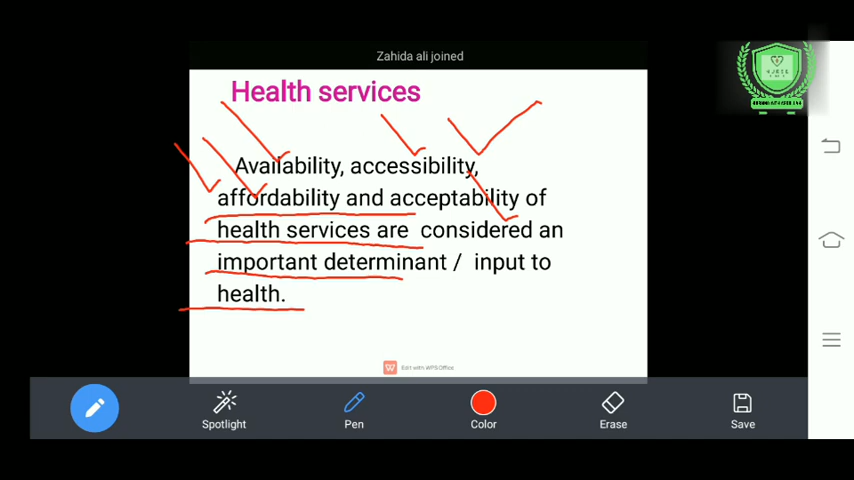 Zahida ali joined
Health services
Availability, accessibility,
affordability and acceptability of
health services are considered an
important determinant / input to
health.
Edit with WPS Office
Spotlight
Pen
Color
Erase
Save